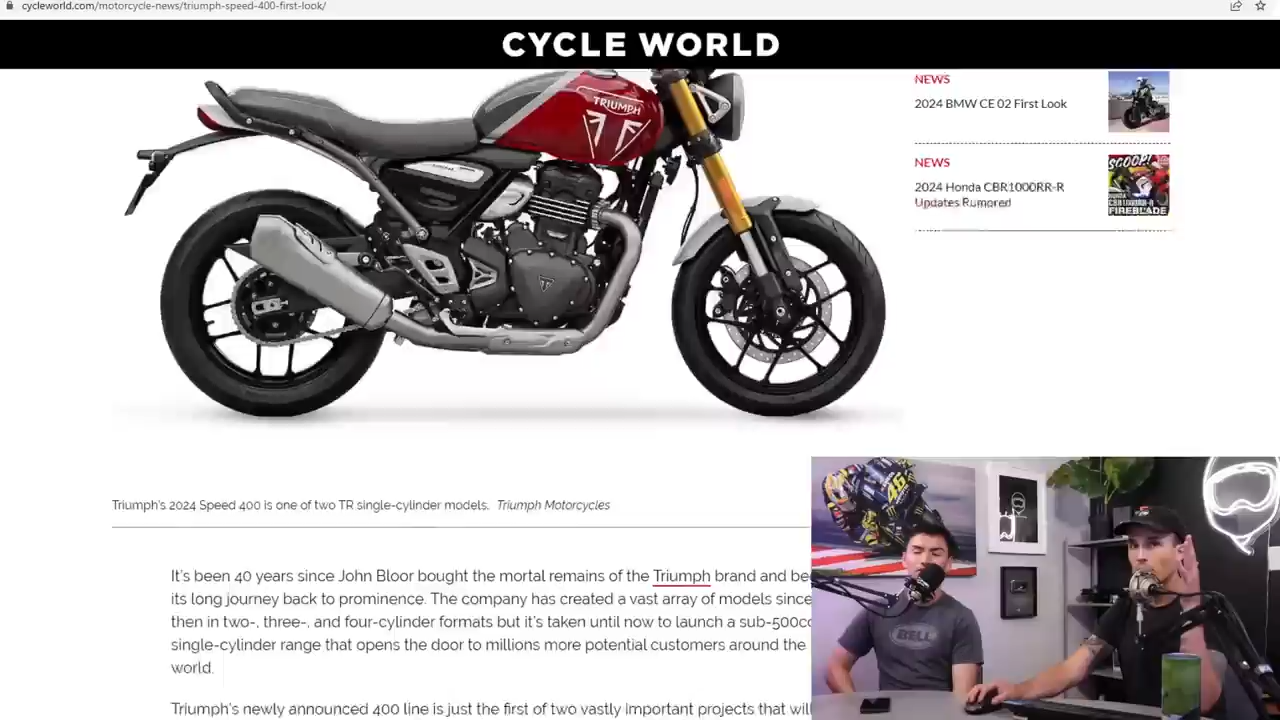 cycleworld.com/motorcycle-news/triumph-speed-400-first-look/
CYCLE WORLD
NEWS
2024 BMW CE 02 First Look
NEWS
2024 Honda CBR1000RR-R
Updates Rumored
SCOOP!
FIREBLADE
TRIUMPH
Triumph's 2024 Speed 400 is one of two TR single-cylinder models. Triumph Motorcycles
It's been 40 years since John Bloor bought the mortal remains of the Triumph brand and be
its long journey back to prominence. The company has created a vast array of models since
then in two-, three-, and four-cylinder formats but it's taken until now to launch a sub-500cc
single-cylinder range that opens the door to millions more potential customers around the
world.
Triumph's newly announced 400 line is just the first of two vastly important projects that wil
46
BELL